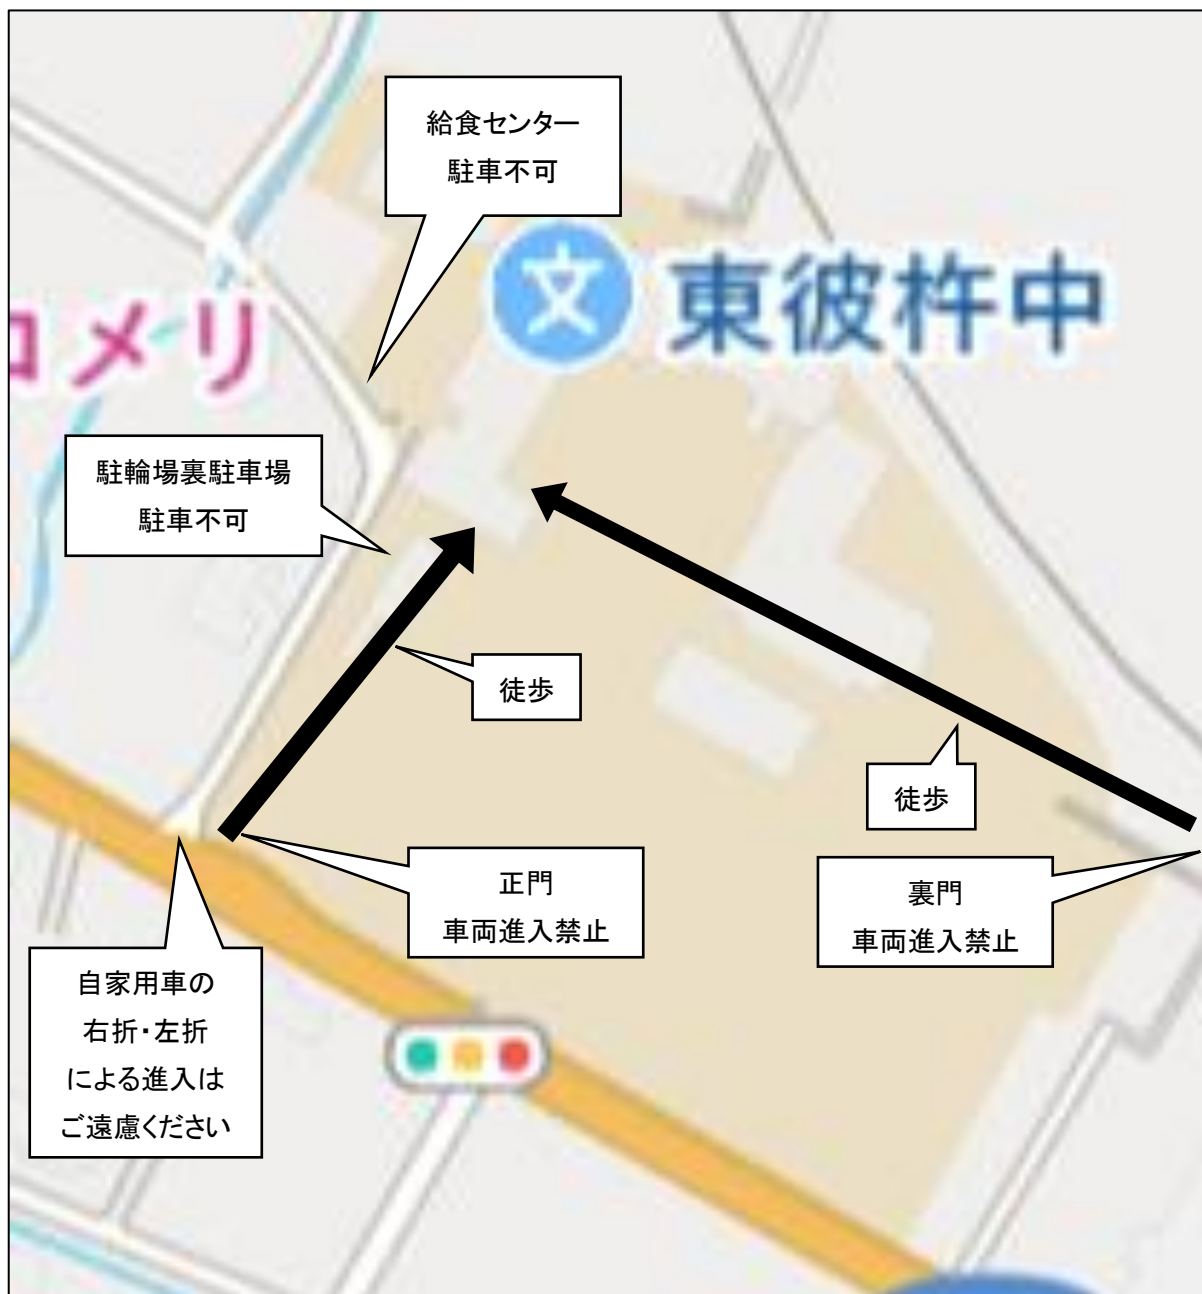 給食センター
駐車不可
文
東彼杵中
コメリ
駐輪場裏駐車場
駐車不可
徒歩
徒歩
正門
車両進入禁止
裏門
車両進入禁止
自家用車の
右折・左折
による進入は
ご遠慮ください